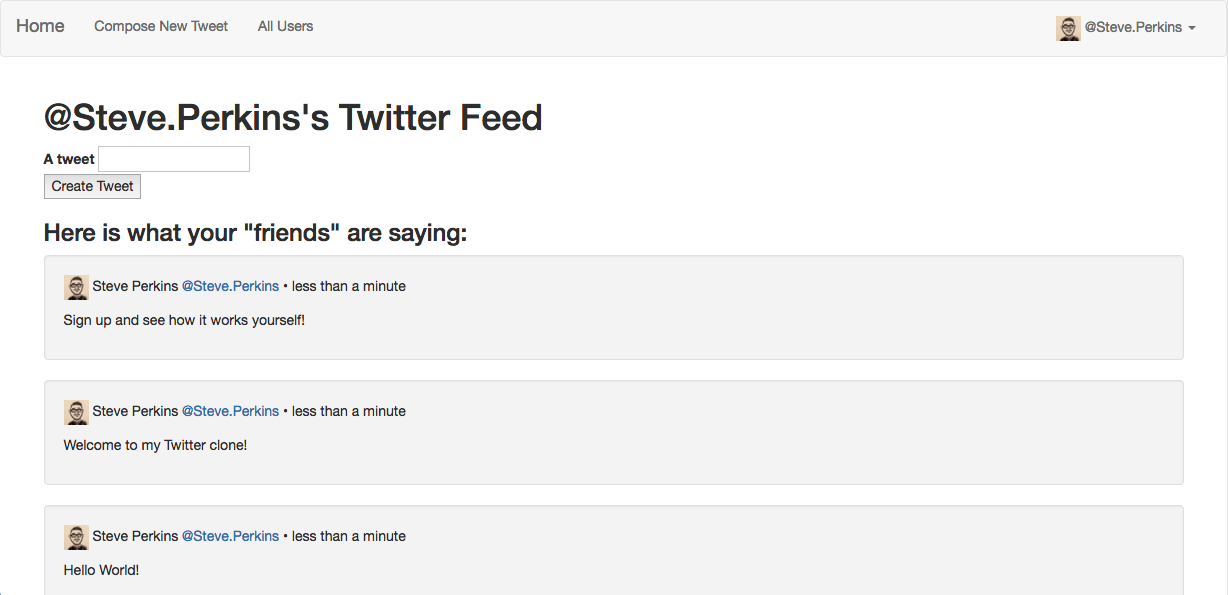 Home Compose New Tweet All Users @Steve.Perkins
@Steve.Perkins's Twitter Feed
A tweet
Create Tweet
Here is what your "friends" are saying:
Steve Perkins @Steve.Perkins • less than a minute
Sign up and see how it works yourself!
Steve Perkins @Steve.Perkins • less than a minute
Welcome to my Twitter clone!
Steve Perkins @Steve.Perkins • less than a minute
Hello World!